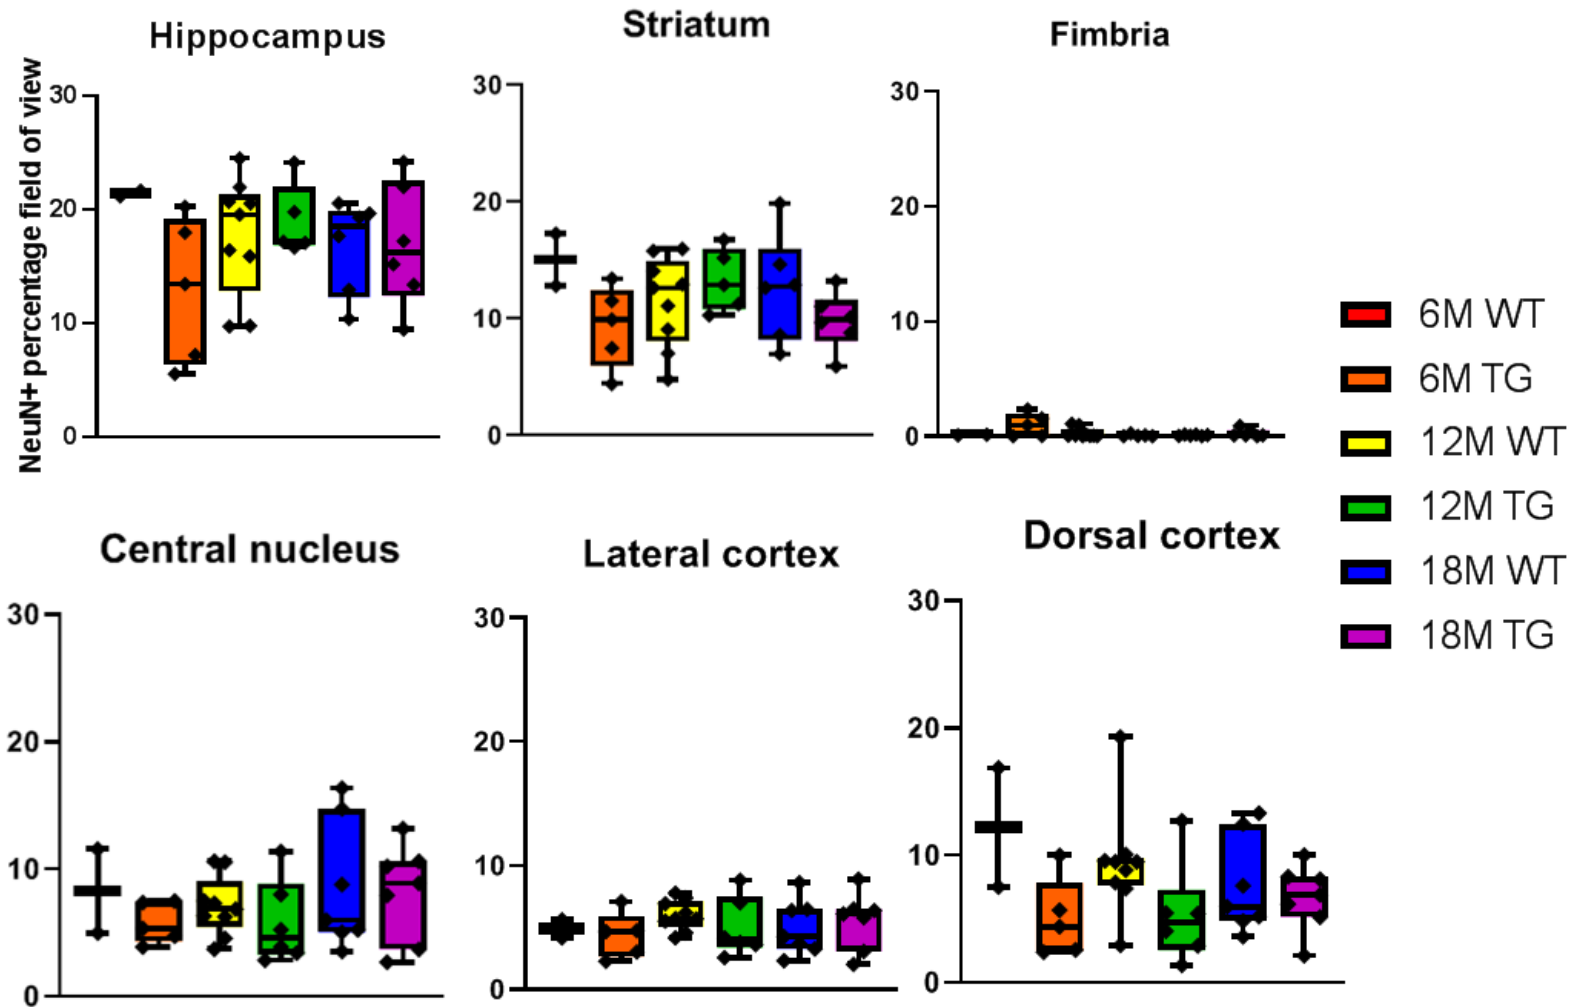 Hippocampus
Striatum
Fimbria
NeuN+ percentage field of view
30
20
10
0
30
20
10
0
30
20
10
0
6M WT
6M TG
12M WT
12M TG
18M WT
18M TG
Central nucleus
Lateral cortex
Dorsal cortex
30
20
10
0
30
20
10
0
30
20
10
0